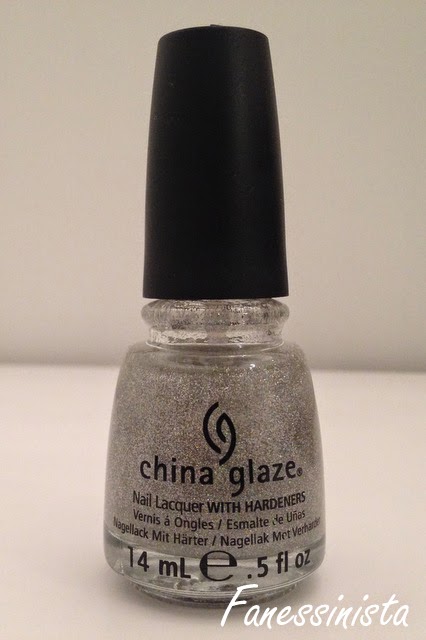 china glaze®
Nail Lacquer WITH HARDENERS
Vernis á Ongles / Esmalte de Uñas
Nagellack Mit Härter / Nagellak Met Verharder
14 mL e .5 fl oz
Fanessinista